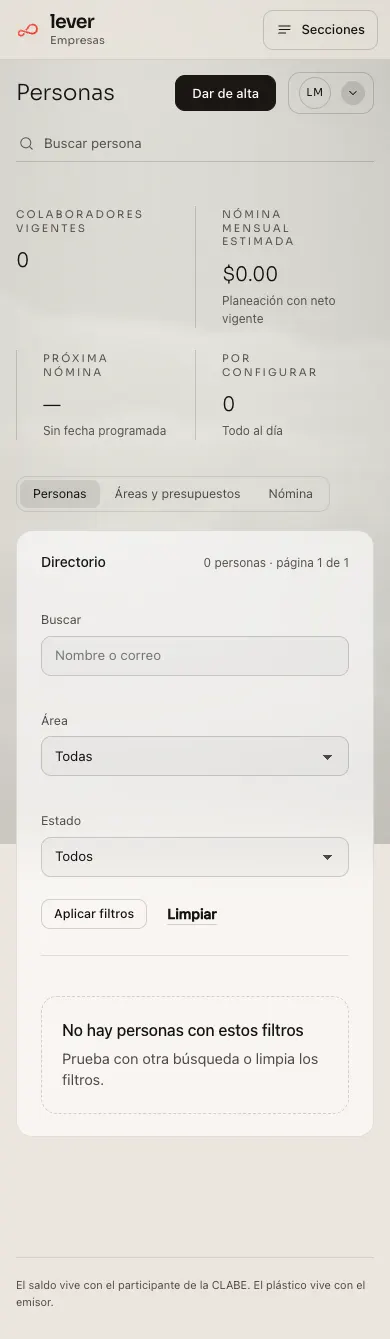 lever
Empresas
Secciones
Personas
Dar de alta
LM
Buscar persona
COLABORADORES
VIGENTES
0
NÓMINA
MENSUAL
ESTIMADA
$0.00
Planeación con neto
vigente
PRÓXIMA
NÓMINA
—
Sin fecha programada
POR
CONFIGURAR
0
Todo al día
Personas
Áreas y presupuestos
Nómina
Directorio
0 personas · página 1 de 1
Buscar
Nombre o correo
Área
Todas
Estado
Todos
Aplicar filtros
Limpiar
No hay personas con estos filtros
Prueba con otra búsqueda o limpia los
filtros.
El saldo vive con el participante de la CLABE. El plástico vive con el
emisor.